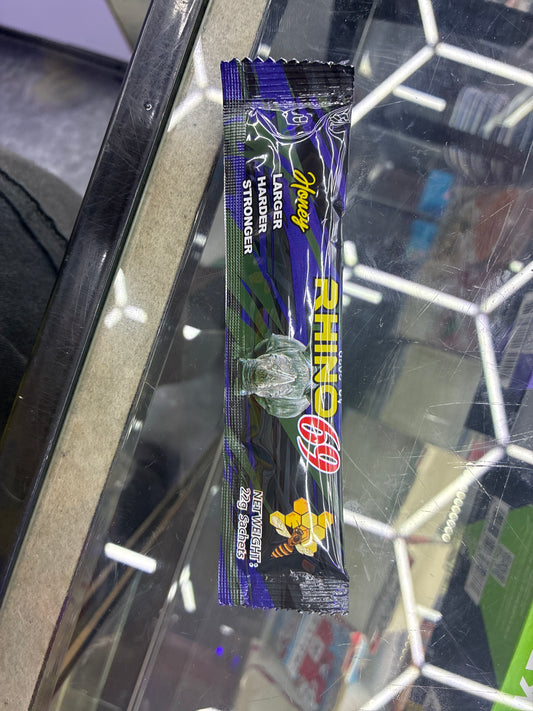 Honey
LARGER
HARDER
STRONGER
RHINO
69
NET WEIGHT:
22g Sachets